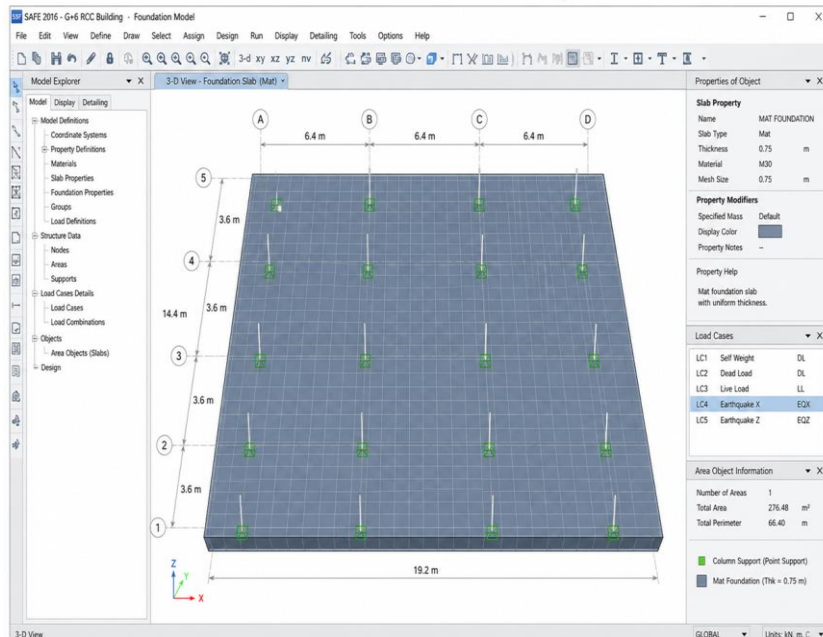 SAFE 2016 - G+6 RCC Building - Foundation Model
File Edit View Define Draw Select Assign Design Run Display Detailing Tools Options Help
3-d xy xz yz nv
Model Explorer
Model Display Detailing
Model Definitions
Coordinate Systems
Property Definitions
Materials
Slab Properties
Foundation Properties
Groups
Load Definitions
Structure Data
Nodes
Areas
Supports
Load Cases Details
Load Cases
Load Combinations
Objects
Area Objects (Slabs)
Design
3-D View - Foundation Slab (Mat)
A B C D
6.4 m 6.4 m 6.4 m
5
3.6 m
4
14.4 m
3.6 m
3
3.6 m
2
3.6 m
1
19.2 m
Z
Y
X
Properties of Object
Slab Property
Name MAT FOUNDATION
Slab Type Mat
Thickness 0.75 m
Material M30
Mesh Size 0.75 m
Property Modifiers
Specified Mass Default
Display Color
Property Notes –
Property Help
Mat foundation slab
with uniform thickness.
Load Cases
LC1 Self Weight DL
LC2 Dead Load DL
LC3 Live Load LL
LC4 Earthquake X EQX
LC5 Earthquake Z EQZ
Area Object Information
Number of Areas 1
Total Area 276.48 m²
Total Perimeter 66.40 m
Column Support (Point Support)
Mat Foundation (Thk = 0.75 m)
3-D View
GLOBAL Units: kN, m, C